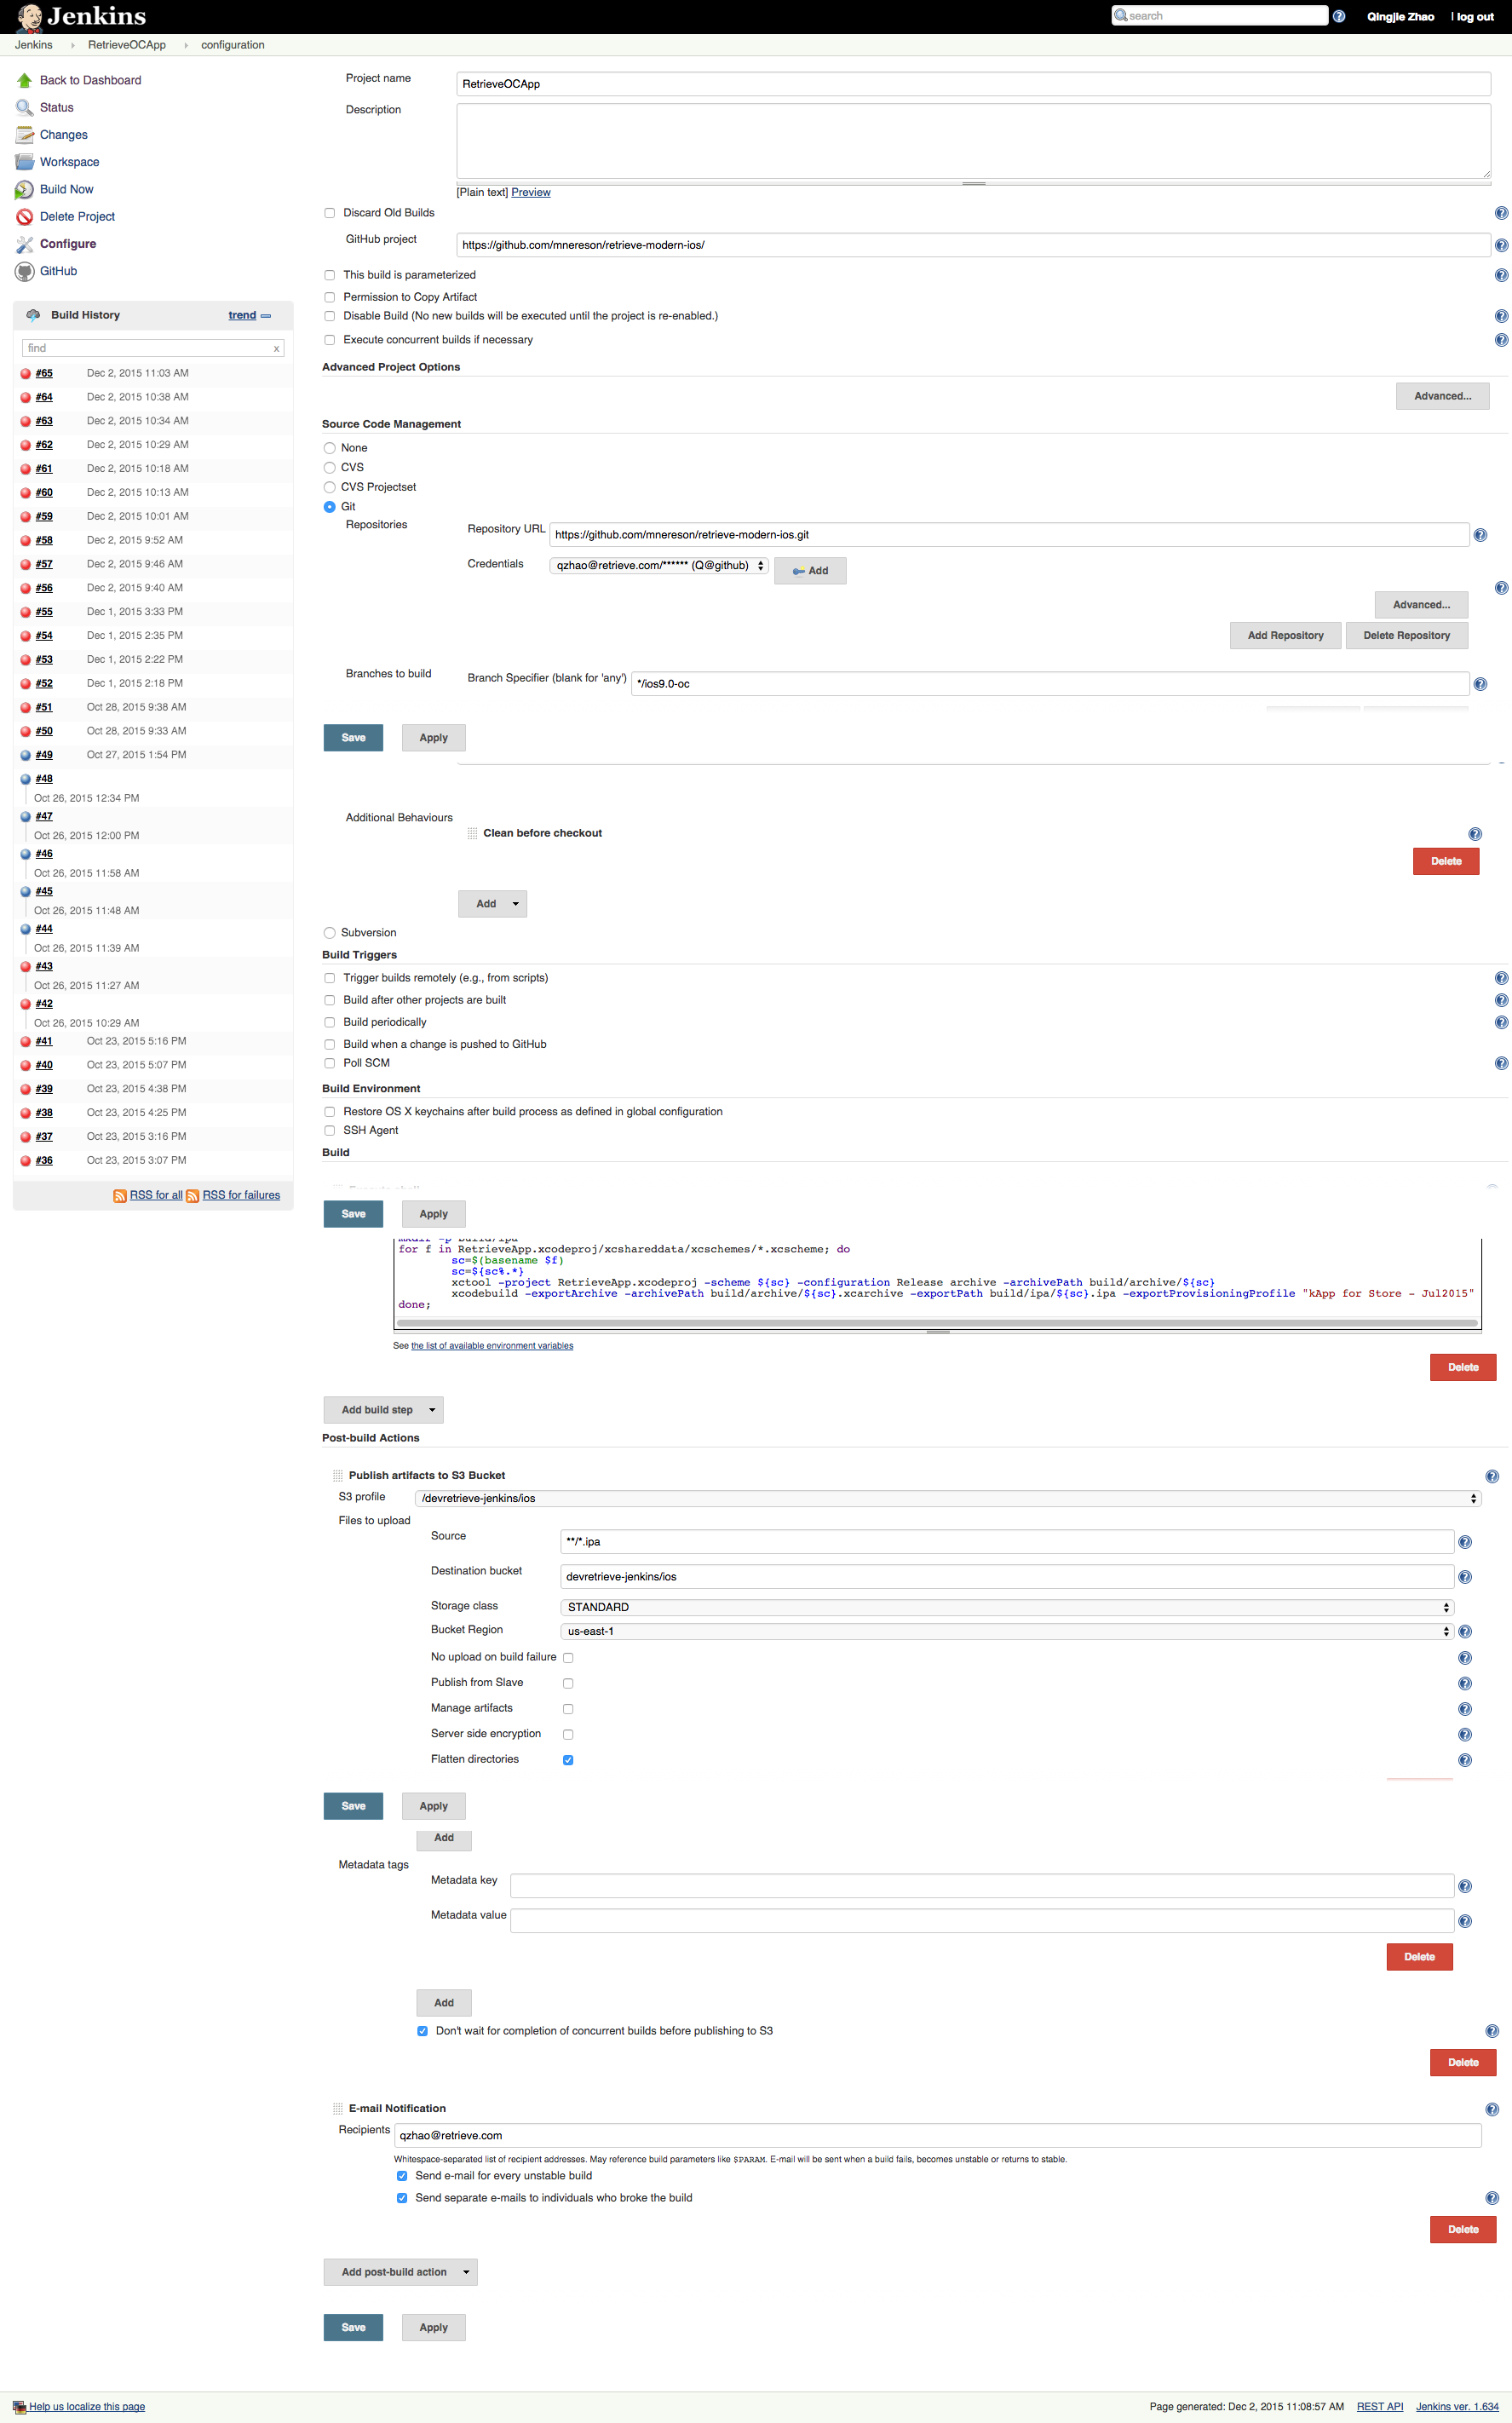 Jenkins
search
Qingjie Zhao
| log out
Jenkins
RetrieveOCApp
configuration
Back to Dashboard
Status
Changes
Workspace
Build Now
Delete Project
Configure
GitHub
Build History
trend
find
x
#65 Dec 2, 2015 11:03 AM
#64 Dec 2, 2015 10:38 AM
#63 Dec 2, 2015 10:34 AM
#62 Dec 2, 2015 10:29 AM
#61 Dec 2, 2015 10:18 AM
#60 Dec 2, 2015 10:13 AM
#59 Dec 2, 2015 10:01 AM
#58 Dec 2, 2015 9:52 AM
#57 Dec 2, 2015 9:46 AM
#56 Dec 2, 2015 9:40 AM
#55 Dec 1, 2015 3:33 PM
#54 Dec 1, 2015 2:35 PM
#53 Dec 1, 2015 2:22 PM
#52 Dec 1, 2015 2:18 PM
#51 Oct 28, 2015 9:38 AM
#50 Oct 28, 2015 9:33 AM
#49 Oct 27, 2015 1:54 PM
#48
Oct 26, 2015 12:34 PM
#47
Oct 26, 2015 12:00 PM
#46
Oct 26, 2015 11:58 AM
#45
Oct 26, 2015 11:48 AM
#44
Oct 26, 2015 11:39 AM
#43
Oct 26, 2015 11:27 AM
#42
Oct 26, 2015 10:29 AM
#41 Oct 23, 2015 5:16 PM
#40 Oct 23, 2015 5:07 PM
#39 Oct 23, 2015 4:38 PM
#38 Oct 23, 2015 4:25 PM
#37 Oct 23, 2015 3:16 PM
#36 Oct 23, 2015 3:07 PM
RSS for all RSS for failures
Project name RetrieveOCApp
Description
[Plain text] Preview
Discard Old Builds
GitHub project https://github.com/mnereson/retrieve-modern-ios/
This build is parameterized
Permission to Copy Artifact
Disable Build (No new builds will be executed until the project is re-enabled.)
Execute concurrent builds if necessary
Advanced Project Options
Advanced...
Source Code Management
None
CVS
CVS Projectset
Git
Repositories Repository URL https://github.com/mnereson/retrieve-modern-ios.git
Credentials qzhao@retrieve.com/****** (Q@github) Add
Advanced...
Add Repository Delete Repository
Branches to build Branch Specifier (blank for 'any') */ios9.0-oc
Save Apply
Additional Behaviours
Clean before checkout
Delete
Add
Subversion
Build Triggers
Trigger builds remotely (e.g., from scripts)
Build after other projects are built
Build periodically
Build when a change is pushed to GitHub
Poll SCM
Build Environment
Restore OS X keychains after build process as defined in global configuration
SSH Agent
Build
Save Apply
mkdir -p build/ipa
for f in RetrieveApp.xcodeproj/xcshareddata/xcschemes/*.xcscheme; do
sc=$(basename $f)
sc=${sc%.*}
xctool -project RetrieveApp.xcodeproj -scheme ${sc} -configuration Release archive -archivePath build/archive/${sc}
xcodebuild -exportArchive -archivePath build/archive/${sc}.xcarchive -exportPath build/ipa/${sc}.ipa -exportProvisioningProfile "kApp for Store - Jul2015"
done;
See the list of available environment variables
Delete
Add build step
Post-build Actions
Publish artifacts to S3 Bucket
S3 profile /devretrieve-jenkins/ios
Files to upload
Source **/*.ipa
Destination bucket devretrieve-jenkins/ios
Storage class STANDARD
Bucket Region us-east-1
No upload on build failure
Publish from Slave
Manage artifacts
Server side encryption
Flatten directories
Save Apply
Add
Metadata tags
Metadata key
Metadata value
Delete
Add
Don't wait for completion of concurrent builds before publishing to S3
Delete
E-mail Notification
Recipients qzhao@retrieve.com
Whitespace-separated list of recipient addresses. May reference build parameters like $PARAM. E-mail will be sent when a build fails, becomes unstable or returns to stable.
Send e-mail for every unstable build
Send separate e-mails to individuals who broke the build
Delete
Add post-build action
Save Apply
Help us localize this page
Page generated: Dec 2, 2015 11:08:57 AM REST API Jenkins ver. 1.634